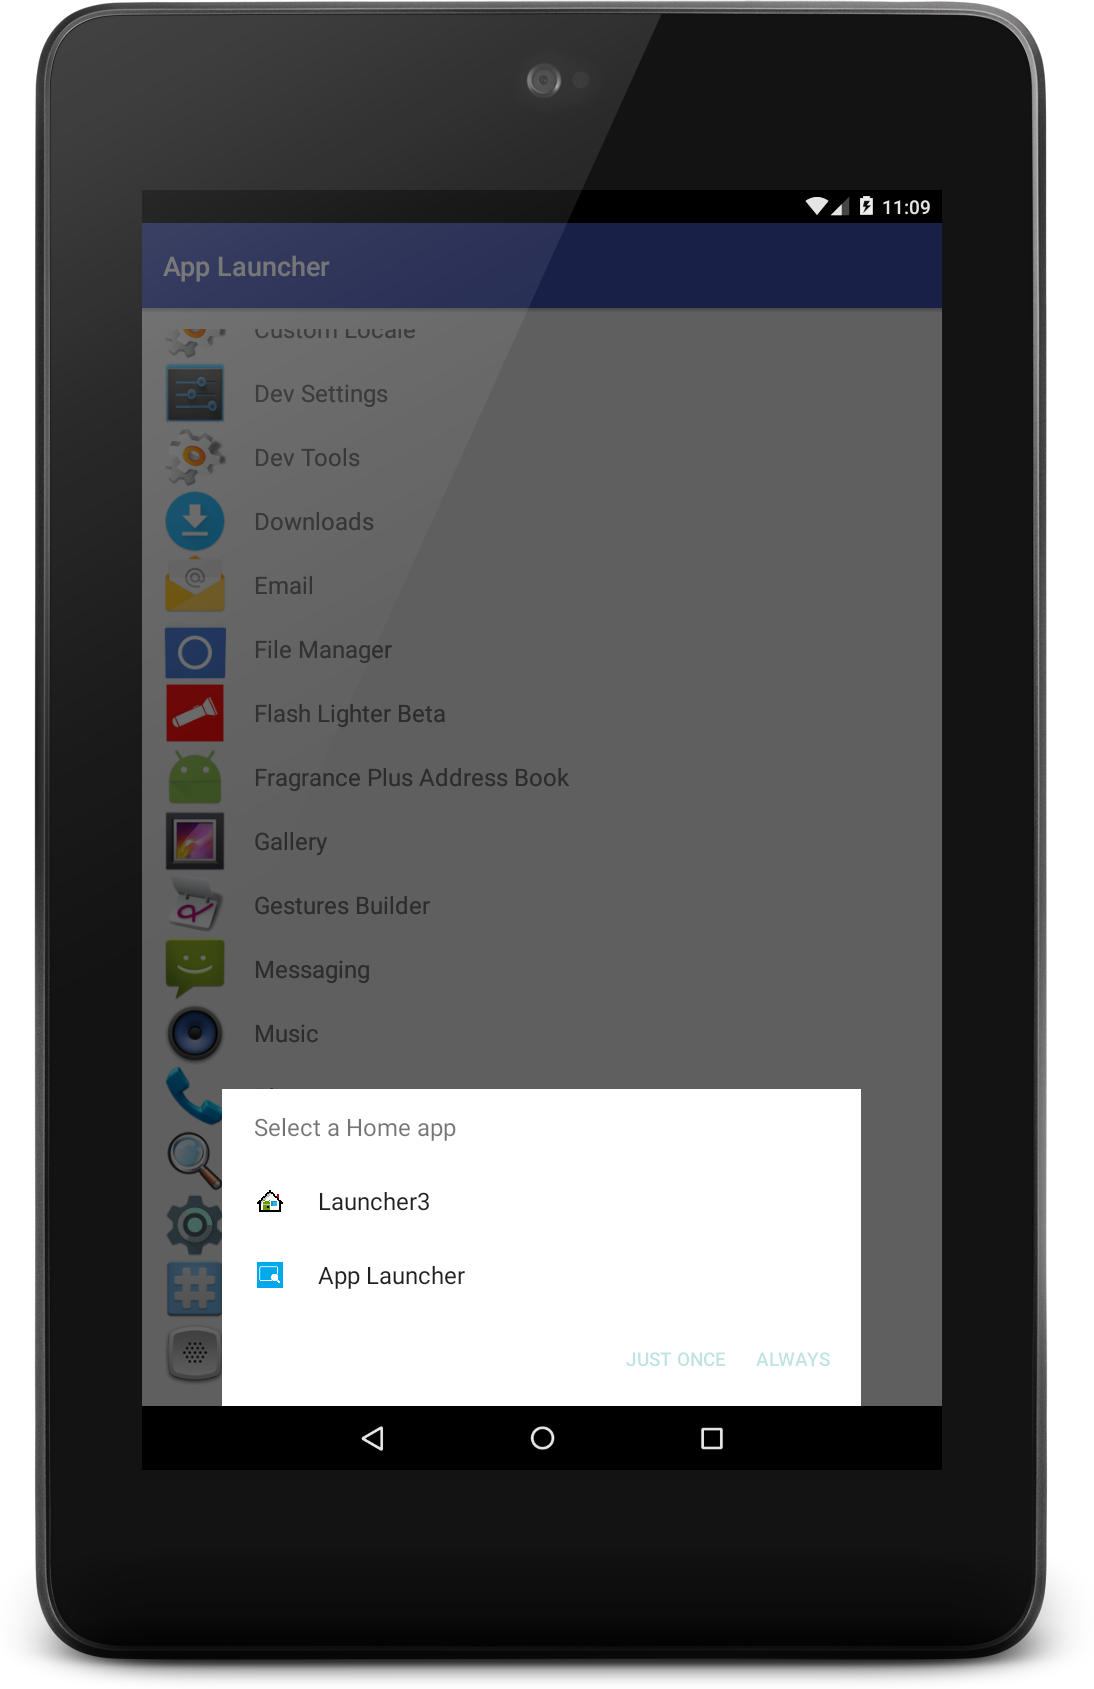 11:09
App Launcher
Custom Locale
Dev Settings
Dev Tools
Downloads
@
Email
File Manager
Flash Lighter Beta
Fragrance Plus Address Book
Gallery
Gestures Builder
Messaging
Music
Select a Home app
Launcher3
App Launcher
#
JUST ONCE ALWAYS